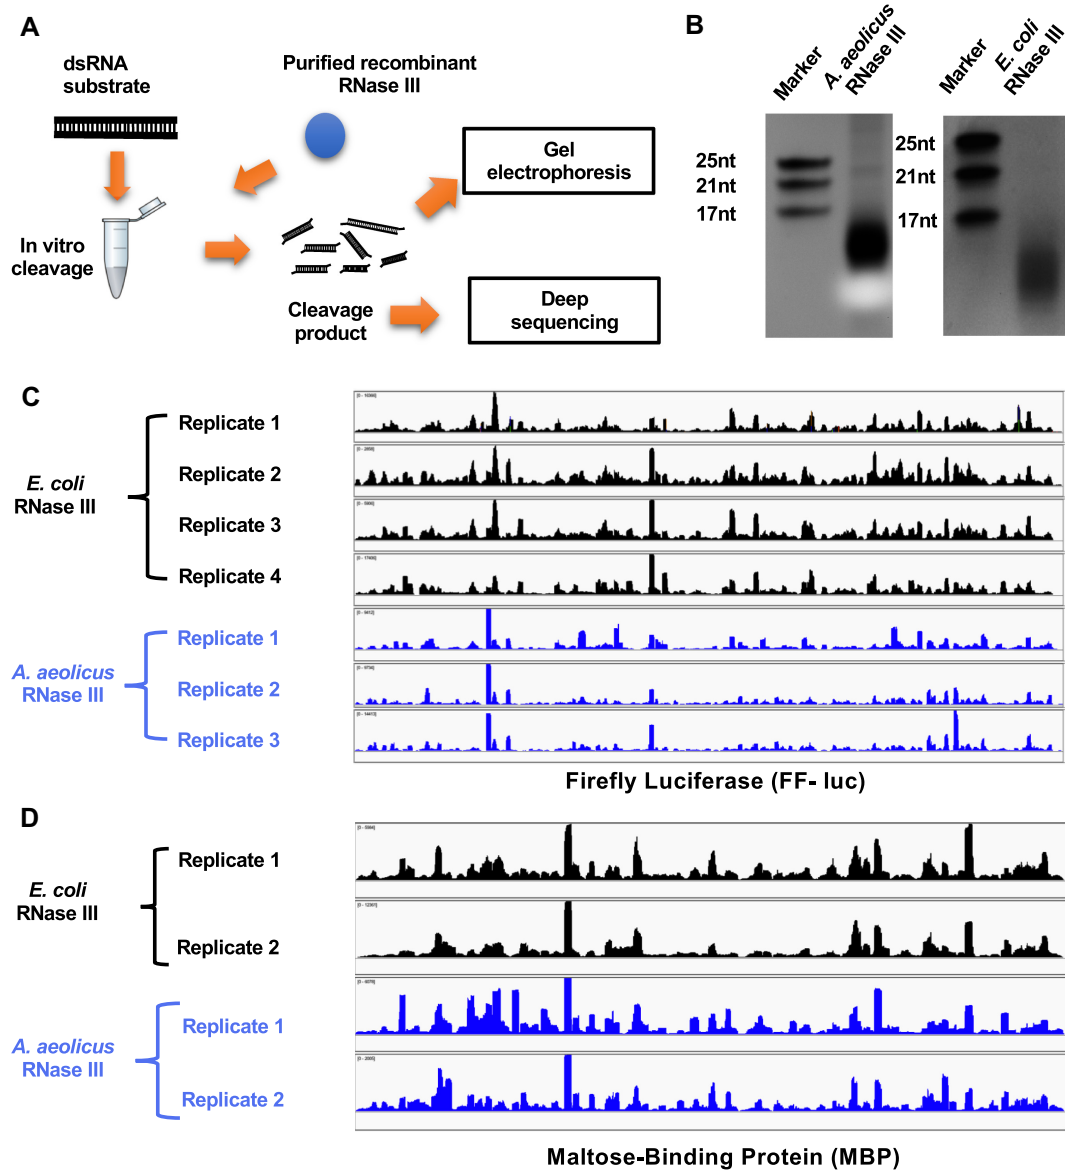 A
dsRNA
substrate
Purified recombinant
RNase III
Gel
electrophoresis
In vitro
cleavage
Cleavage
product
Deep
sequencing
B
Marker
A. aeolicus
RNase III
Marker
E. coli
RNase III
25nt
21nt
17nt
25nt
21nt
17nt
C
E. coli
RNase III
Replicate 1
Replicate 2
Replicate 3
Replicate 4
A. aeolicus
RNase III
Replicate 1
Replicate 2
Replicate 3
Firefly Luciferase (FF- luc)
D
E. coli
RNase III
Replicate 1
Replicate 2
A. aeolicus
RNase III
Replicate 1
Replicate 2
Maltose-Binding Protein (MBP)